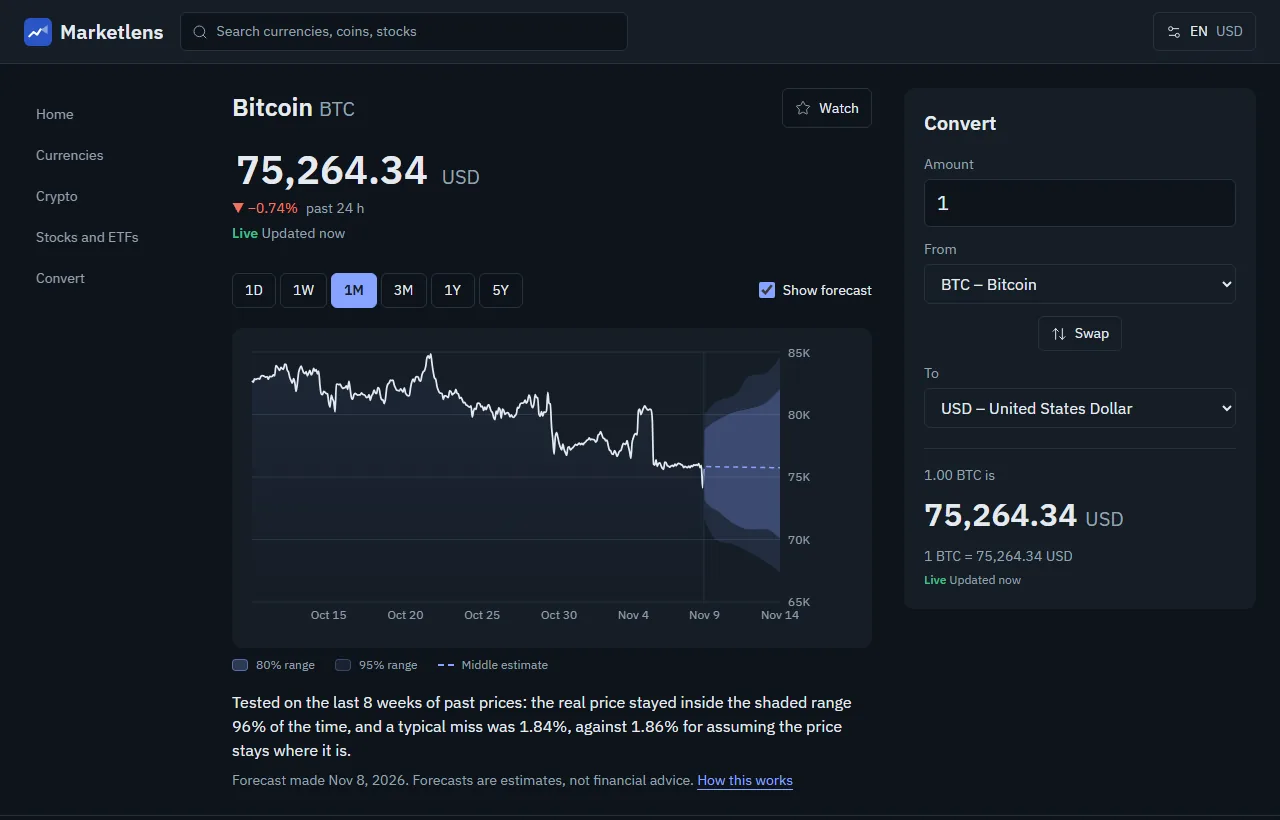 Marketlens
Search currencies, coins, stocks
EN USD
Home
Currencies
Crypto
Stocks and ETFs
Convert
Bitcoin BTC
Watch
75,264.34 USD
−0.74% past 24 h
Live Updated now
1D 1W 1M 3M 1Y 5Y
Show forecast
85K
80K
75K
70K
65K
Oct 15 Oct 20 Oct 25 Oct 30 Nov 4 Nov 9 Nov 14
80% range 95% range Middle estimate
Tested on the last 8 weeks of past prices: the real price stayed inside the shaded range
96% of the time, and a typical miss was 1.84%, against 1.86% for assuming the price
stays where it is.
Forecast made Nov 8, 2026. Forecasts are estimates, not financial advice. How this works
Convert
Amount
1
From
BTC – Bitcoin
Swap
To
USD – United States Dollar
1.00 BTC is
75,264.34 USD
1 BTC = 75,264.34 USD
Live Updated now